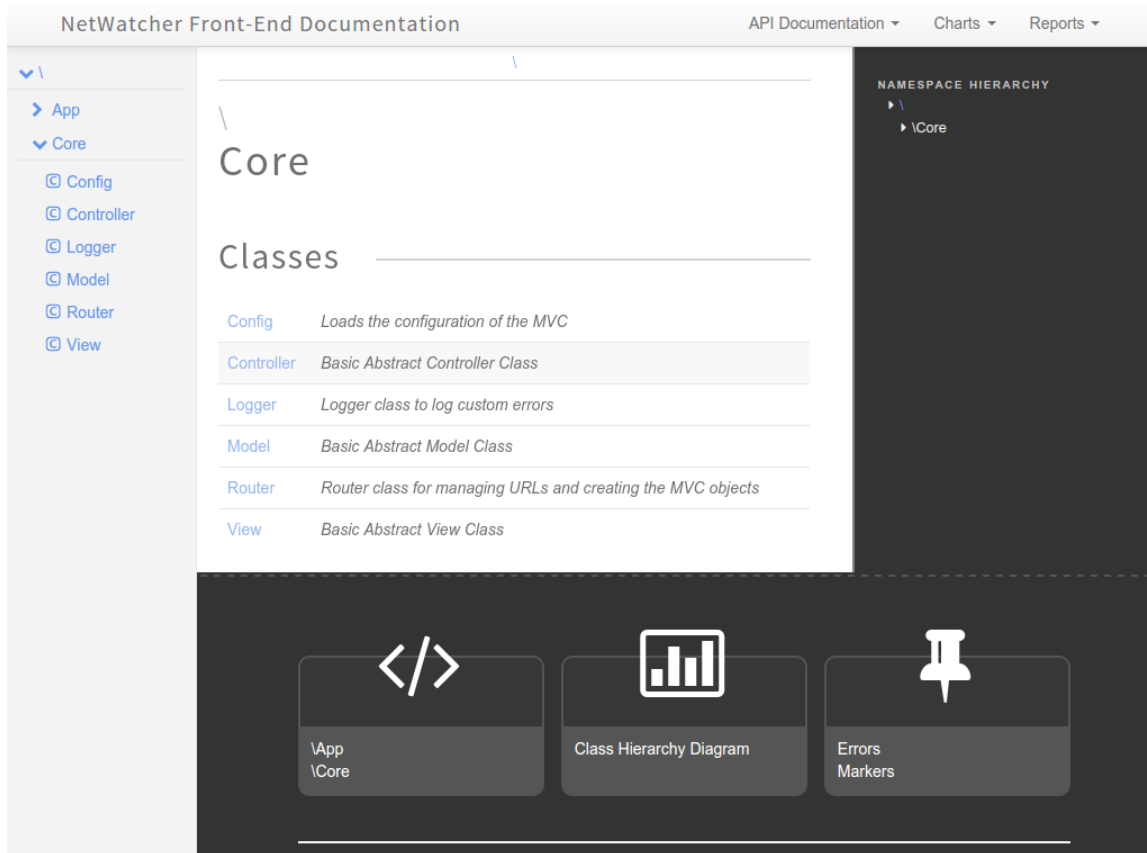 NetWatcher Front-End Documentation
API Documentation Charts Reports
\
App
Core
Config
Controller
Logger
Model
Router
View
\
\
Core
Classes
Config Loads the configuration of the MVC
Controller Basic Abstract Controller Class
Logger Logger class to log custom errors
Model Basic Abstract Model Class
Router Router class for managing URLs and creating the MVC objects
View Basic Abstract View Class
NAMESPACE HIERARCHY
\
\Core
</>
\App
\Core
Class Hierarchy Diagram
Errors
Markers